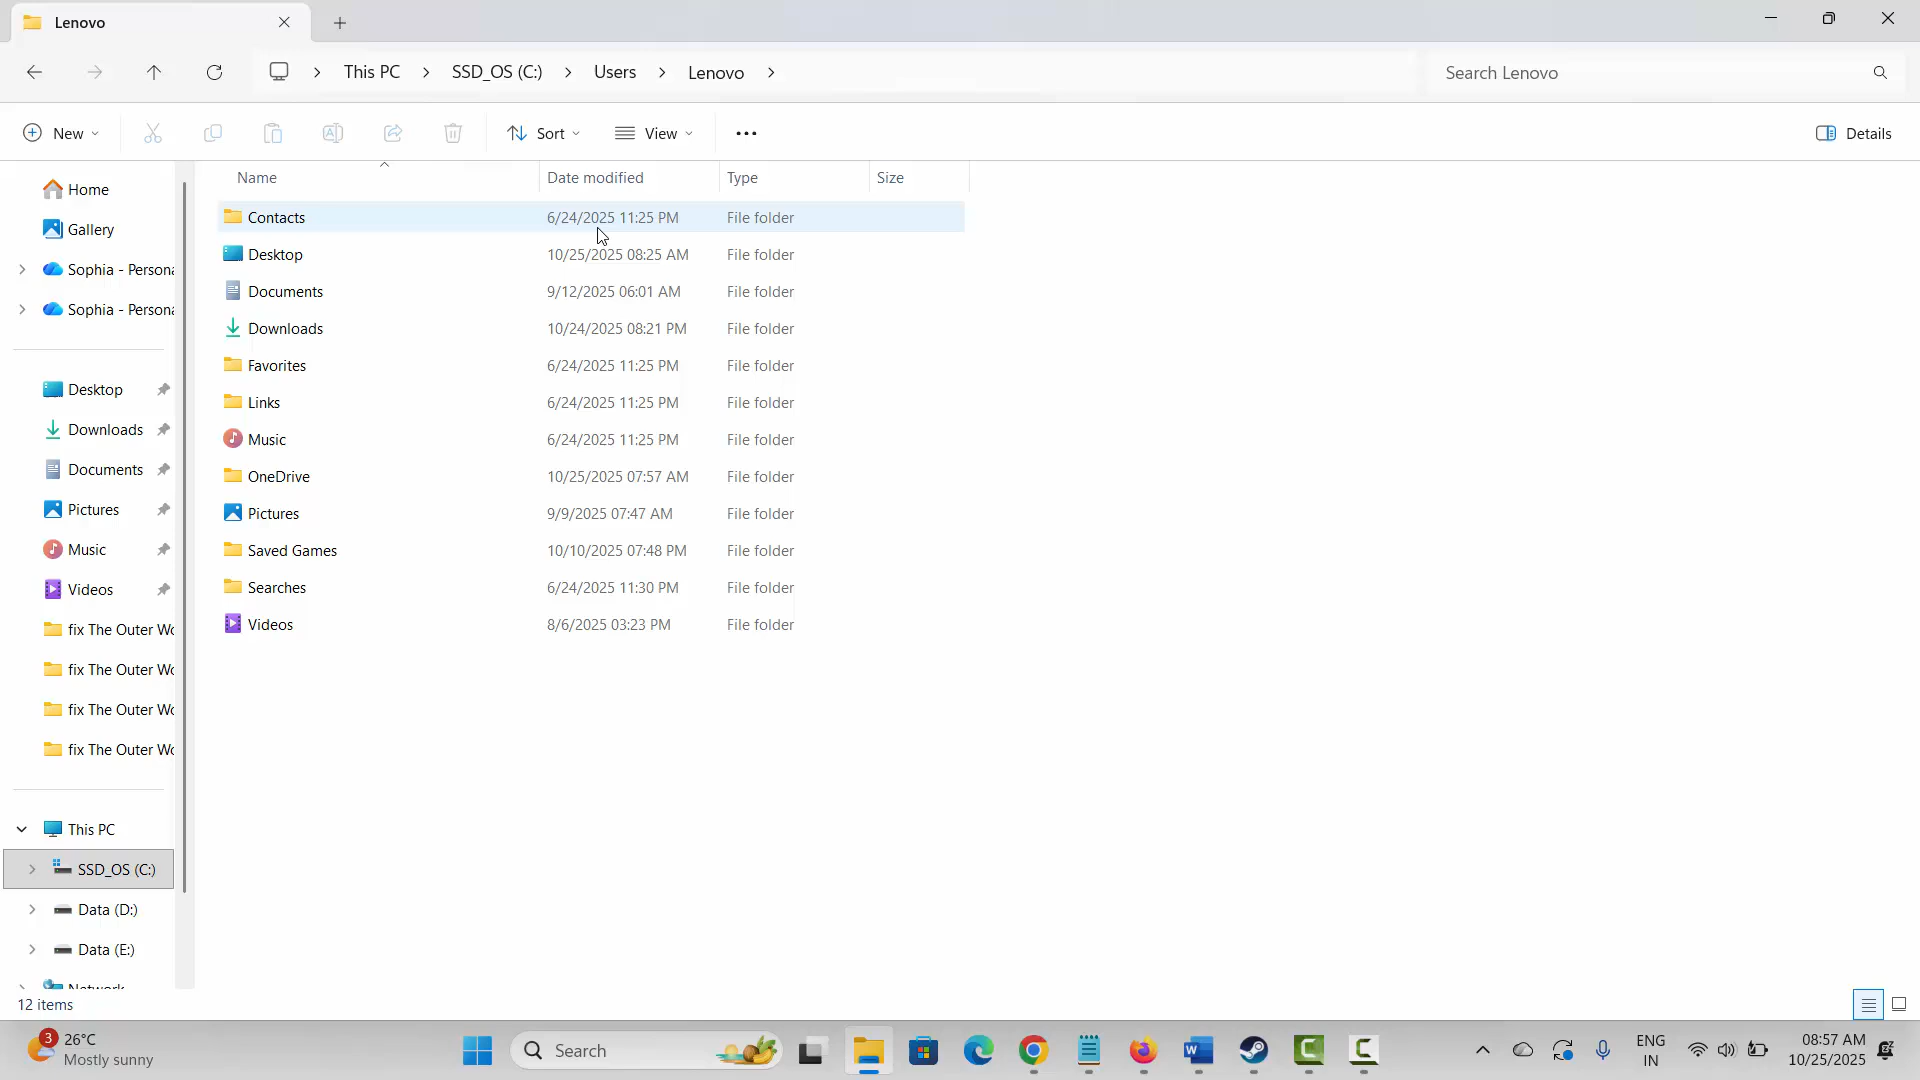 Lenovo
This PC
SSD_OS (C:)
Users
Lenovo
Search Lenovo
New
Sort
View
Details
Name
Date modified
Type
Size
Home
Gallery
Sophia - Persona
Sophia - Persona
Desktop
Downloads
Documents
Pictures
Music
Videos
fix The Outer Wo
fix The Outer Wo
fix The Outer Wo
fix The Outer Wo
This PC
SSD_OS (C:)
Data (D:)
Data (E:)
Network
Contacts 6/24/2025 11:25 PM File folder
Desktop 10/25/2025 08:25 AM File folder
Documents 9/12/2025 06:01 AM File folder
Downloads 10/24/2025 08:21 PM File folder
Favorites 6/24/2025 11:25 PM File folder
Links 6/24/2025 11:25 PM File folder
Music 6/24/2025 11:25 PM File folder
OneDrive 10/25/2025 07:57 AM File folder
Pictures 9/9/2025 07:47 AM File folder
Saved Games 10/10/2025 07:48 PM File folder
Searches 6/24/2025 11:30 PM File folder
Videos 8/6/2025 03:23 PM File folder
12 items
3
26°C
Mostly sunny
Search
ENG
IN
08:57 AM
10/25/2025